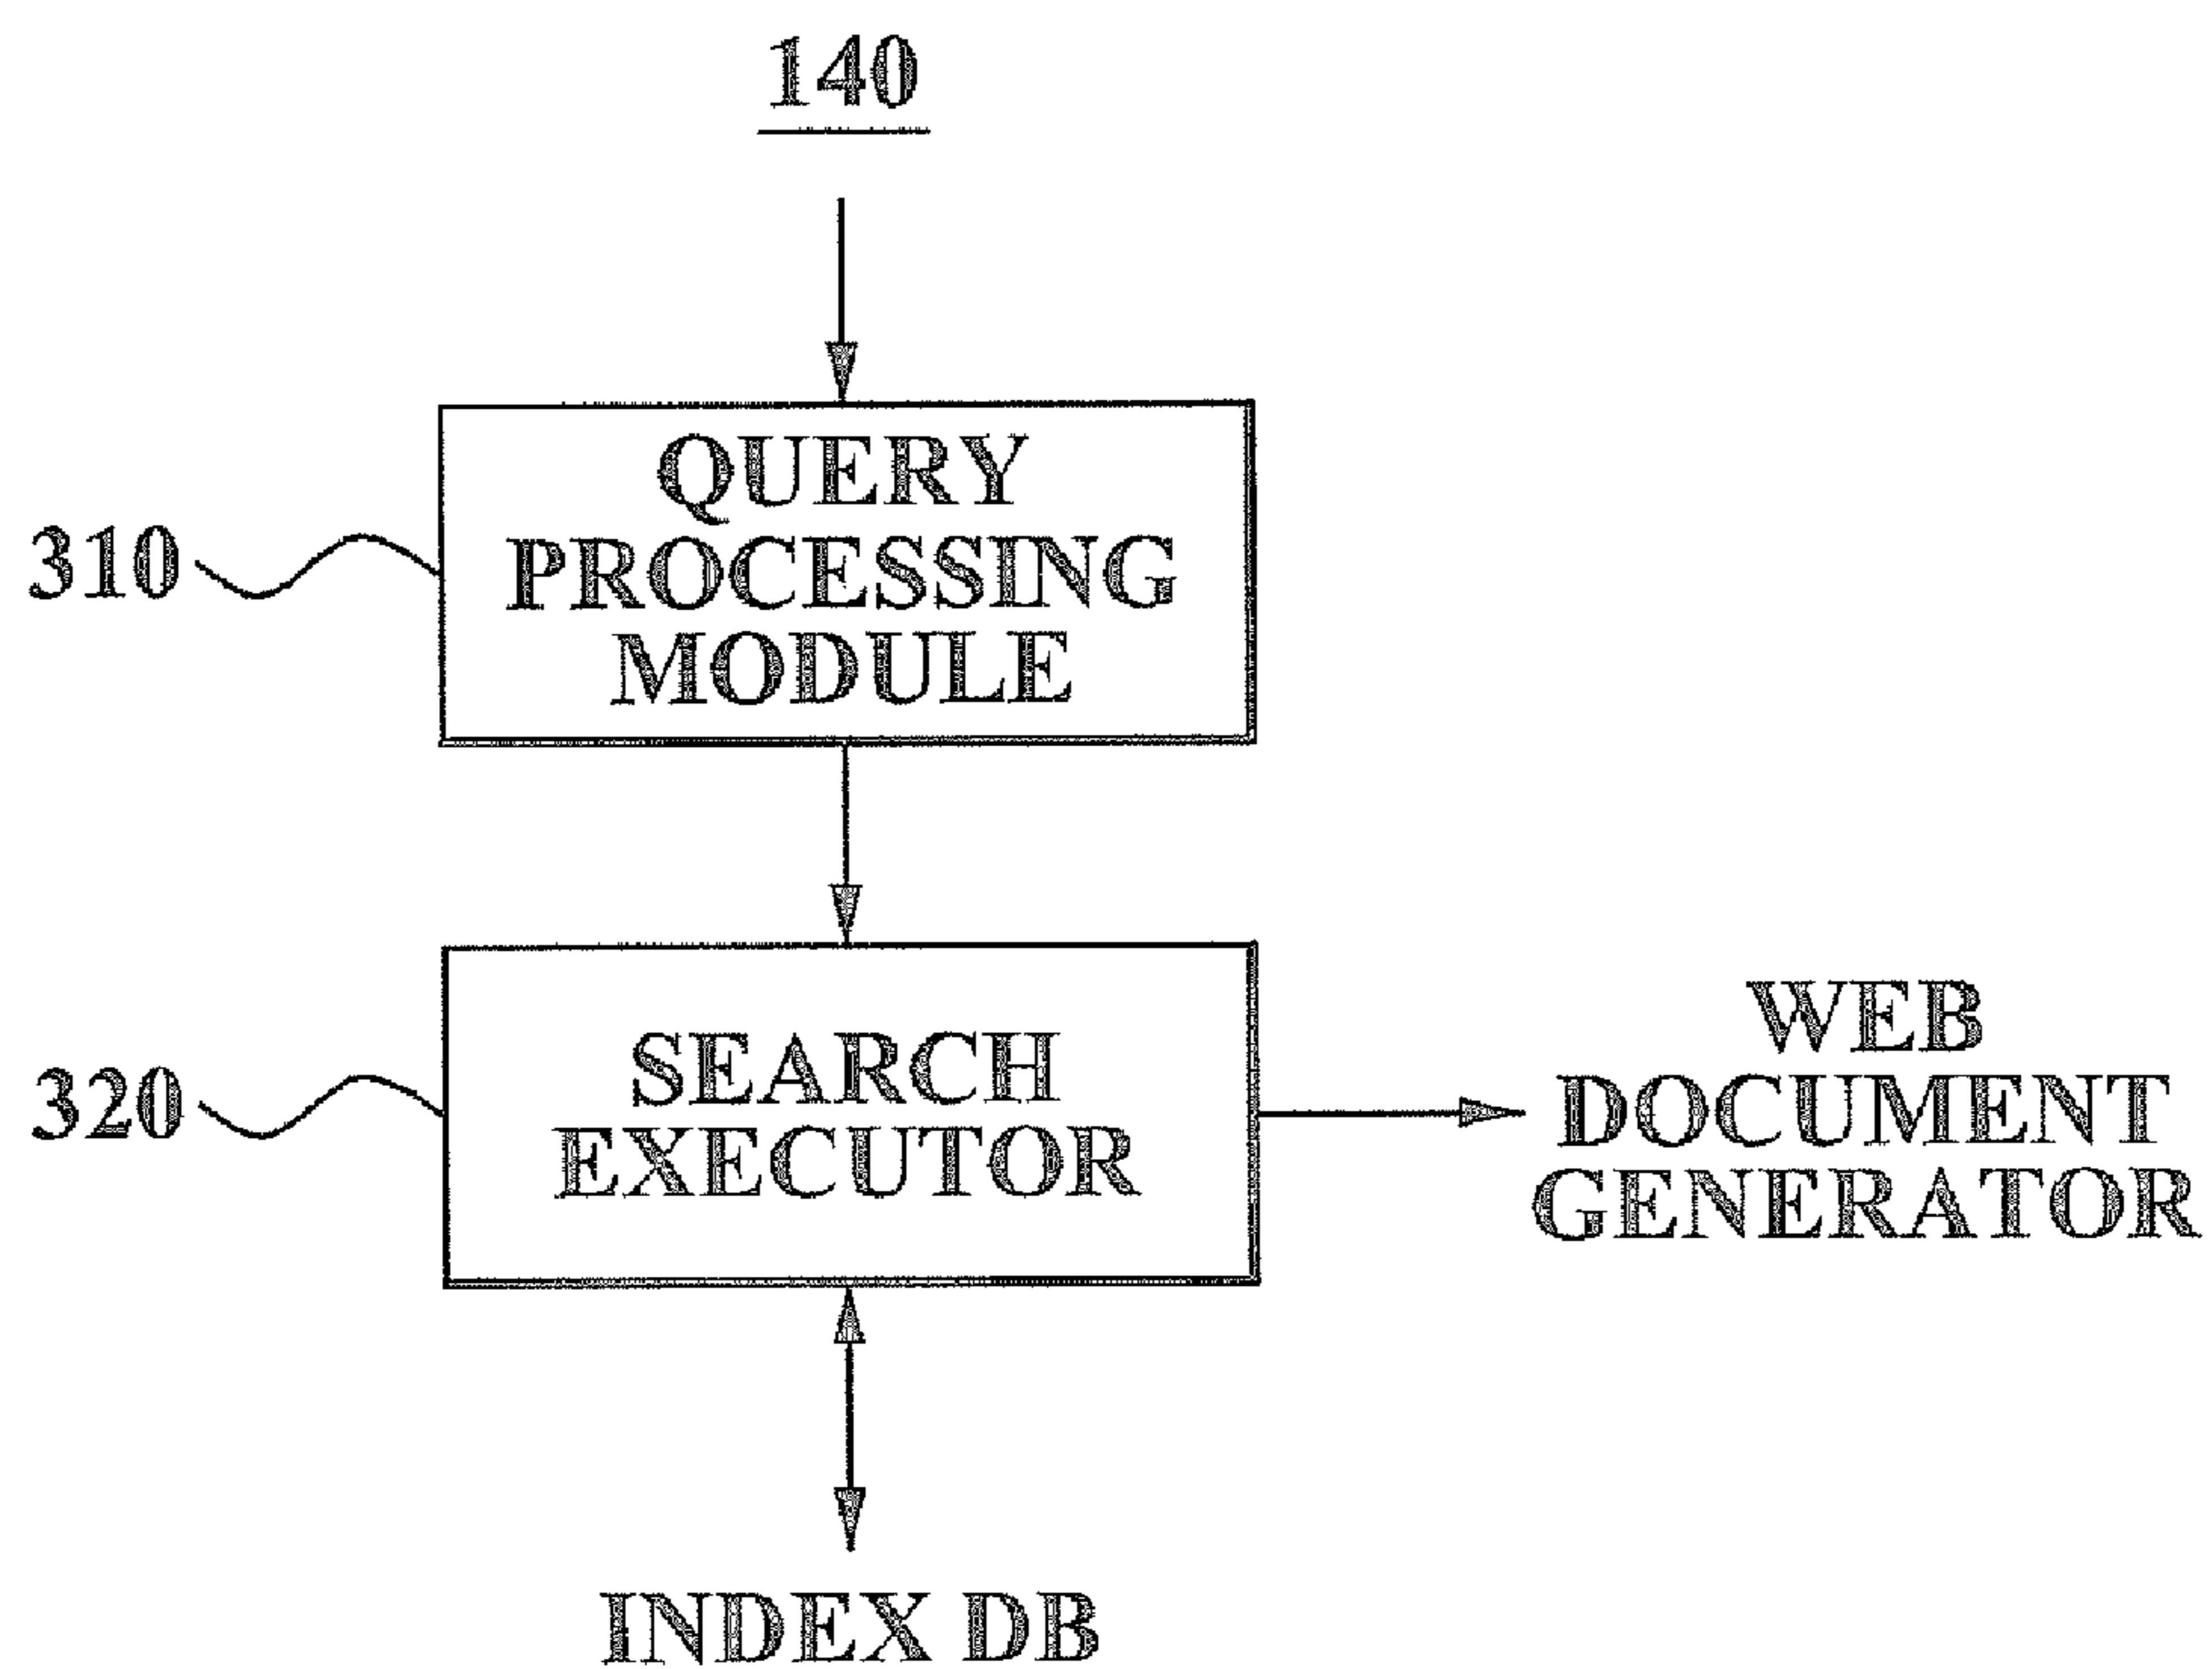 140
QUERY
310
PROCESSING
MODULE
SEARCH
320
EXECUTOR
WEB
DOCUMENT
GENERATOR
INDEX DB